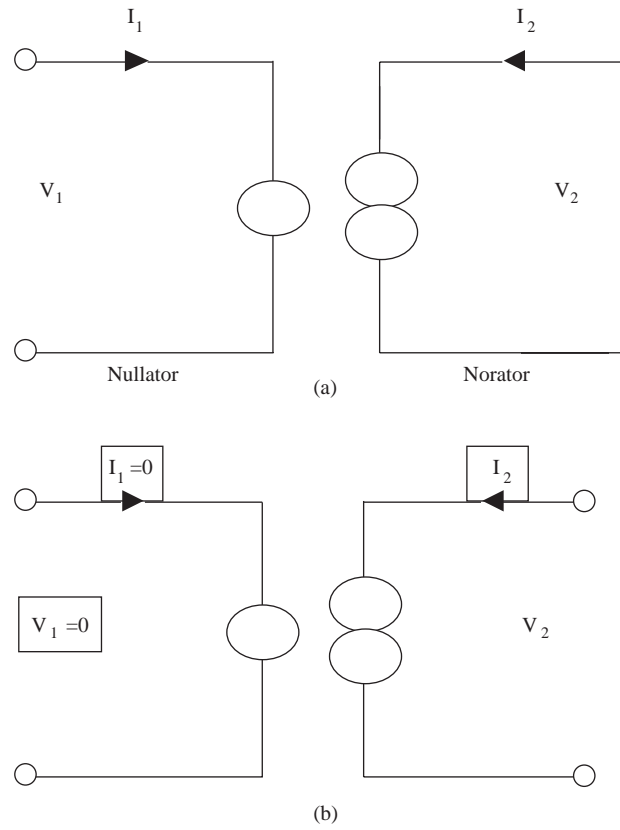 I₁ I₂
V₁ V₂
Nullator Norator
(a)
I₁ =0 I₂
V₁ =0 V₂
(b)